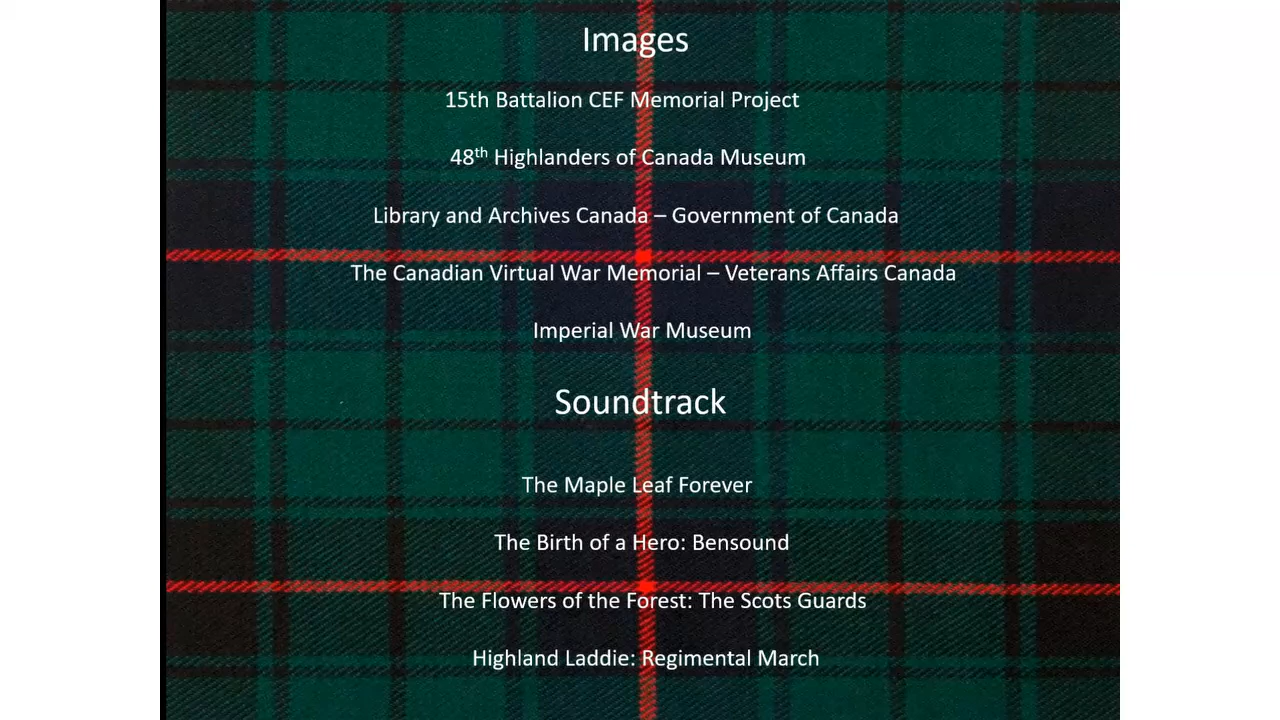 Images
15th Battalion CEF Memorial Project
48th Highlanders of Canada Museum
Library and Archives Canada – Government of Canada
The Canadian Virtual War Memorial – Veterans Affairs Canada
Imperial War Museum
Soundtrack
The Maple Leaf Forever
The Birth of a Hero: Bensound
The Flowers of the Forest: The Scots Guards
Highland Laddie: Regimental March